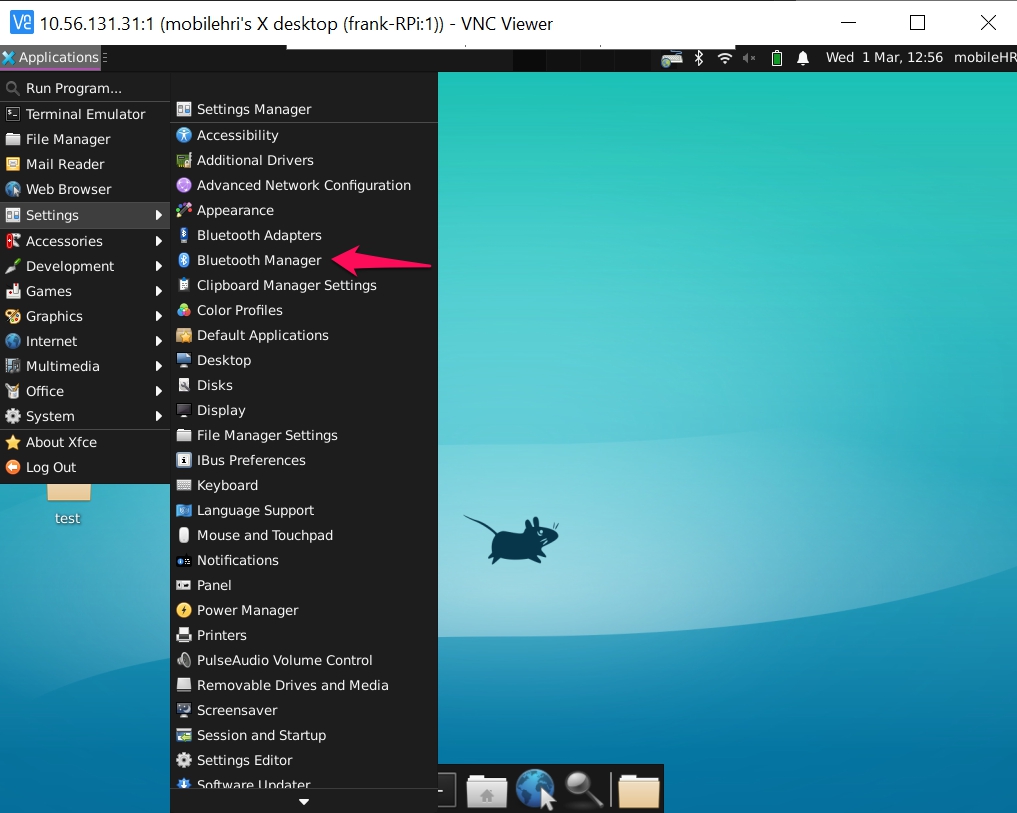 10.56.131.31:1 (mobilehri's X desktop (frank-RPi:1)) - VNC Viewer
Applications
Wed 1 Mar, 12:56 mobileHR
Run Program...
Terminal Emulator
File Manager
Mail Reader
Web Browser
Settings
Accessories
Development
Games
Graphics
Internet
Multimedia
Office
System
About Xfce
Log Out
test
Settings Manager
Accessibility
Additional Drivers
Advanced Network Configuration
Appearance
Bluetooth Adapters
Bluetooth Manager
Clipboard Manager Settings
Color Profiles
Default Applications
Desktop
Disks
Display
File Manager Settings
IBus Preferences
Keyboard
Language Support
Mouse and Touchpad
Notifications
Panel
Power Manager
Printers
PulseAudio Volume Control
Removable Drives and Media
Screensaver
Session and Startup
Settings Editor
Software Updater